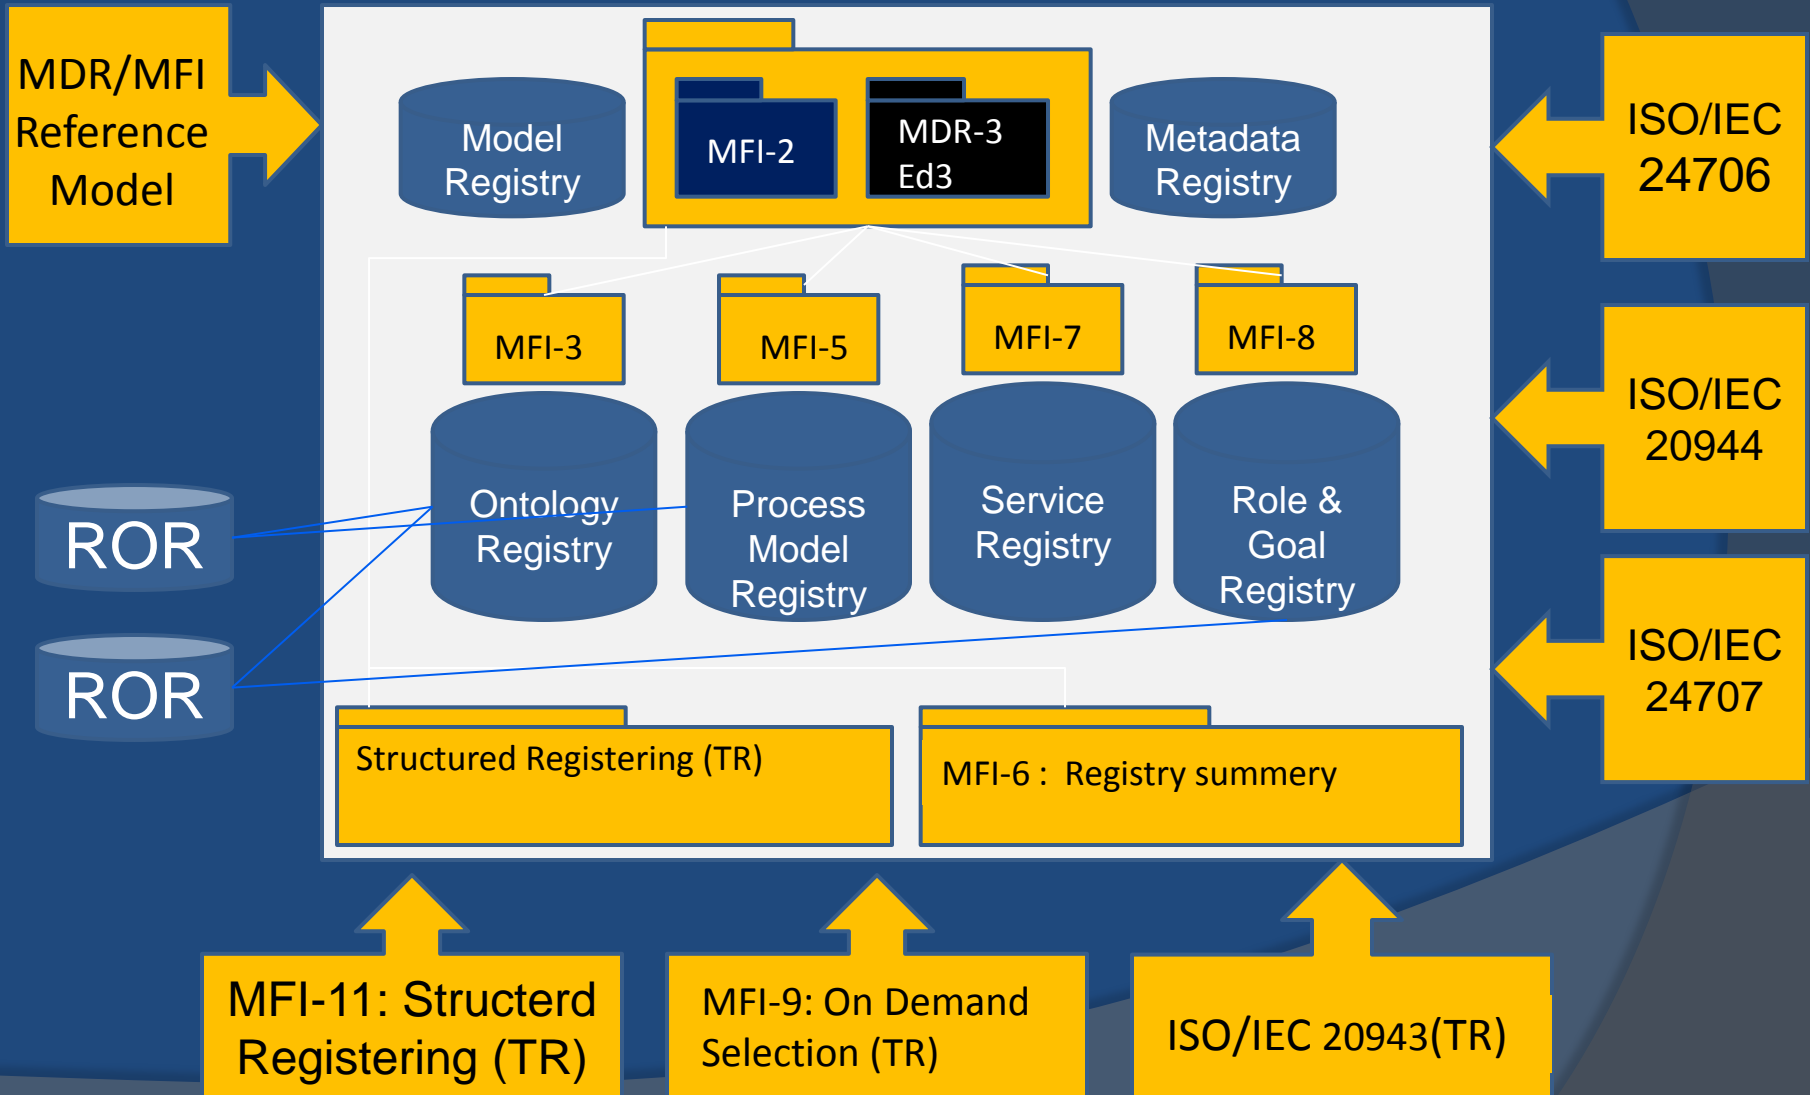 MDR/MFI
Reference
Model
Model
Registry
MFI-2
MDR-3
Ed3
Metadata
Registry
ISO/IEC
24706
MFI-3
MFI-5
MFI-7
MFI-8
ISO/IEC
20944
Ontology
Registry
Process
Model
Registry
Service
Registry
Role &
Goal
Registry
ROR
ROR
ISO/IEC
24707
Structured Registering (TR)
MFI-6 :  Registry summery
MFI-11: Structerd
Registering (TR)
MFI-9: On Demand
Selection (TR)
ISO/IEC 20943(TR)